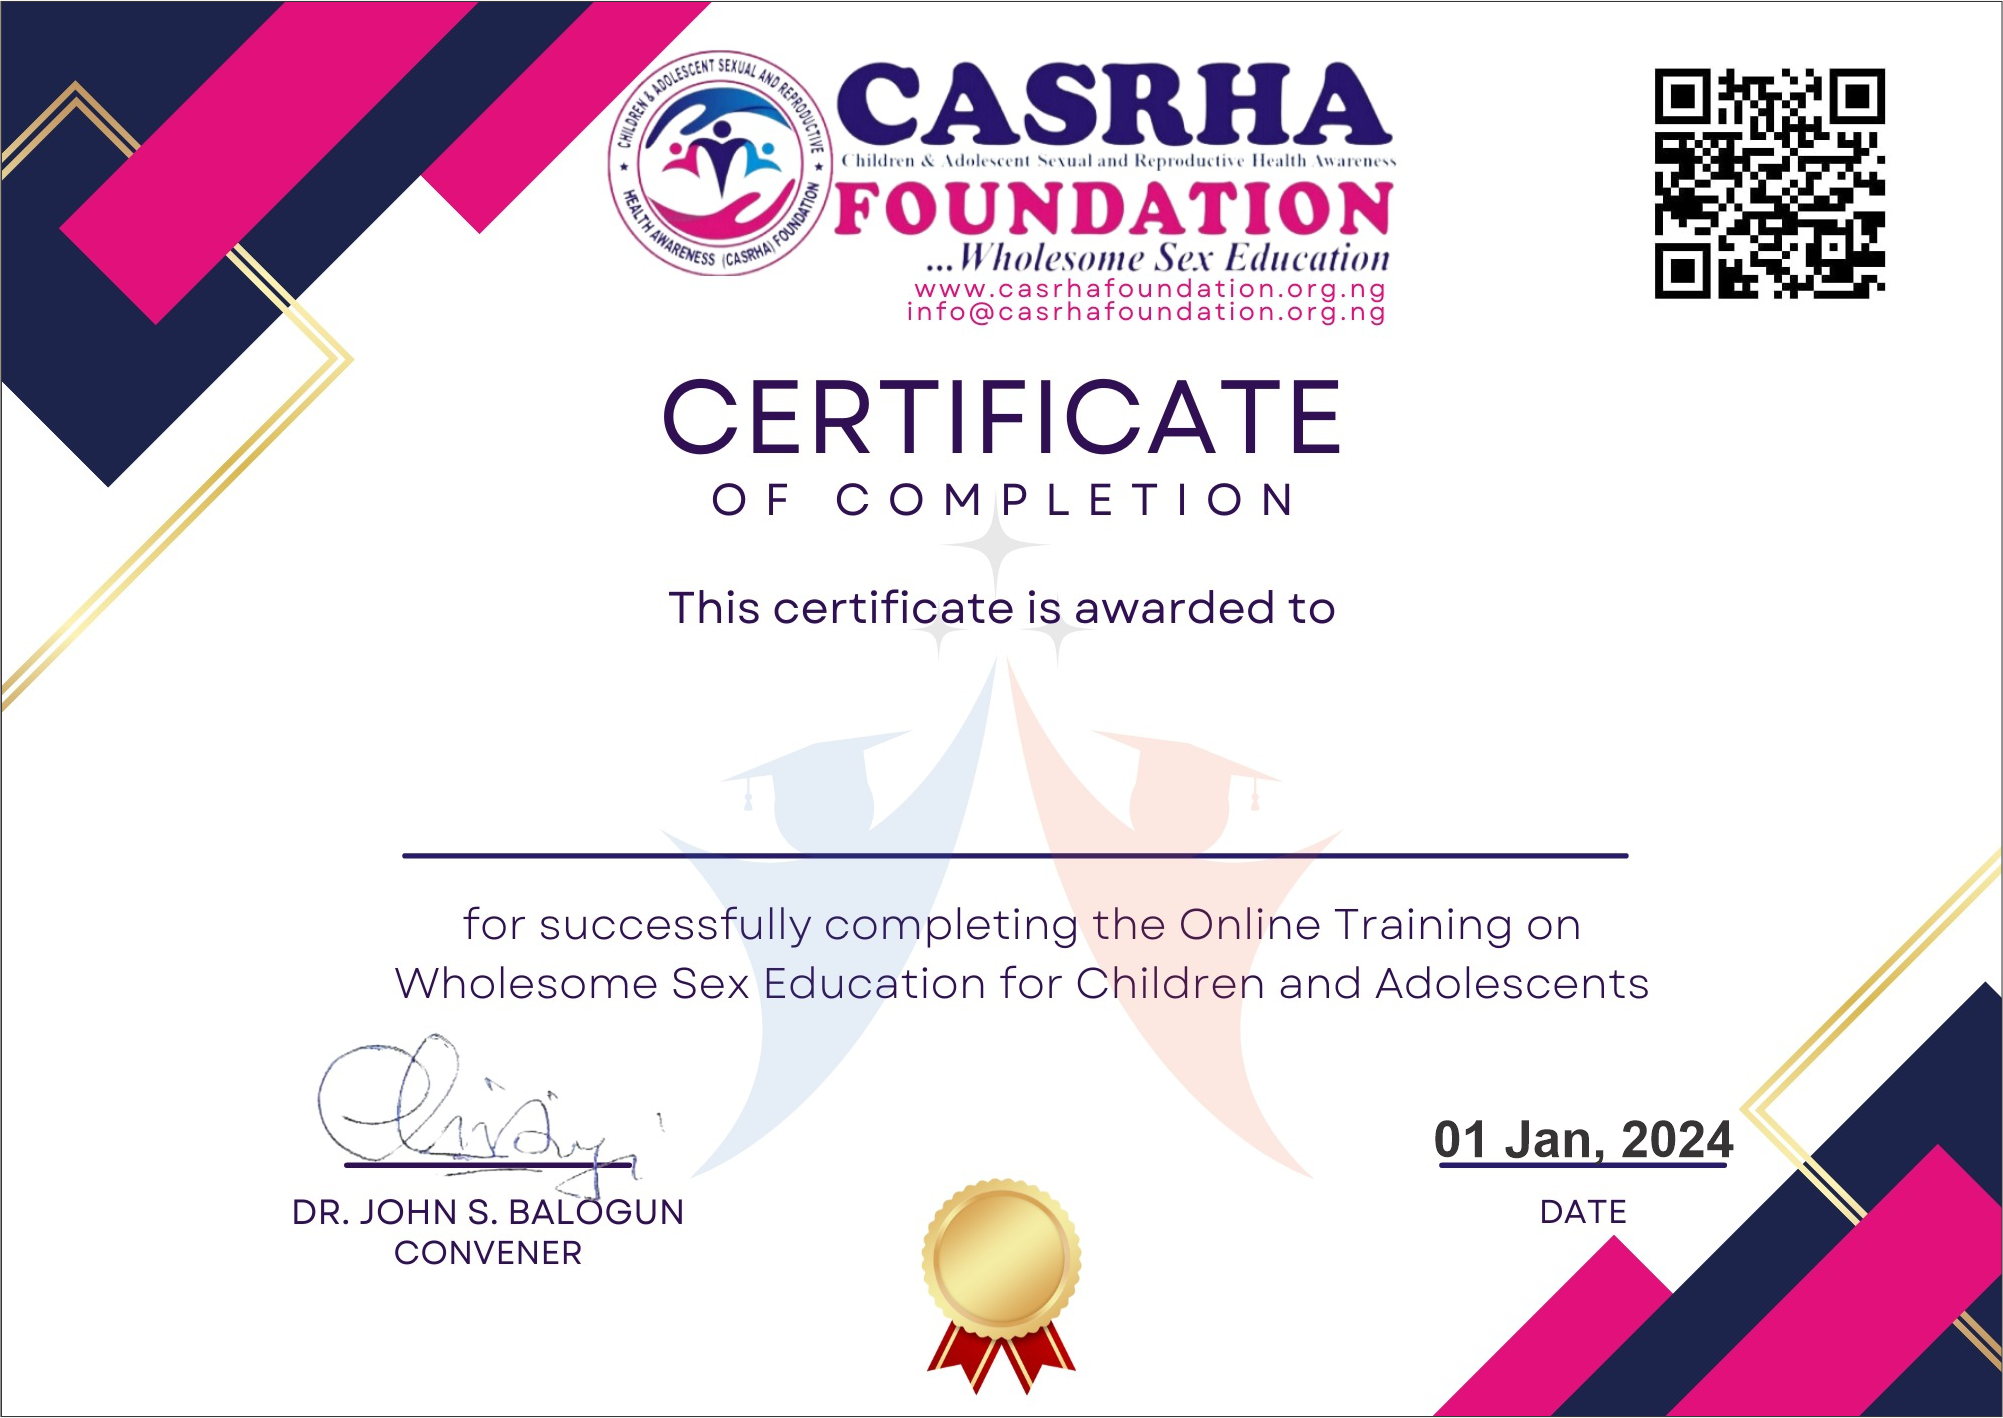 CHILDREN & ADOLESCENT SEXUAL AND REPRODUCTIVE
HEALTH AWARENESS (CASRHA) FOUNDATION
CASRHA
Children & Adolescent Sexual and Reproductive Health Awareness
FOUNDATION
...Wholesome Sex Education
www.casrhafoundation.org.ng
info@casrhafoundation.org.ng
CERTIFICATE
OF COMPLETION
This certificate is awarded to
for successfully completing the Online Training on
Wholesome Sex Education for Children and Adolescents
01 Jan, 2024
DR. JOHN S. BALOGUN
CONVENER
DATE